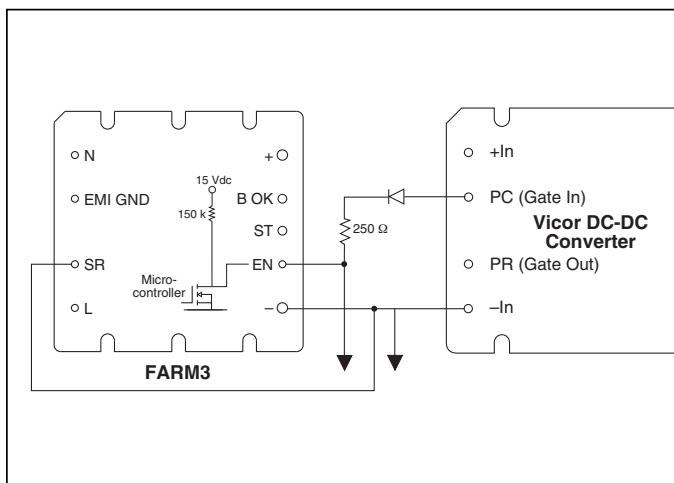 N
EMI GND
SR
L
15 Vdc
150 k
Micro-
controller
+
B OK
ST
EN
–
FARM3
250 Ω
+In
PC (Gate In)
Vicor DC-DC
Converter
PR (Gate Out)
–In